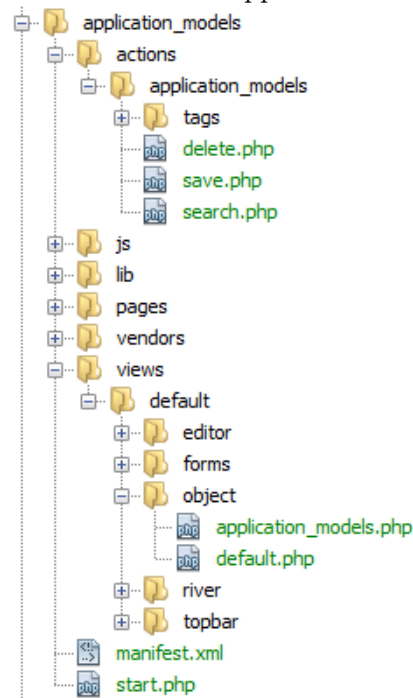 application_models
actions
application_models
tags
delete.php
save.php
search.php
js
lib
pages
vendors
views
default
editor
forms
object
application_models.php
default.php
river
topbar
manifest.xml
start.php